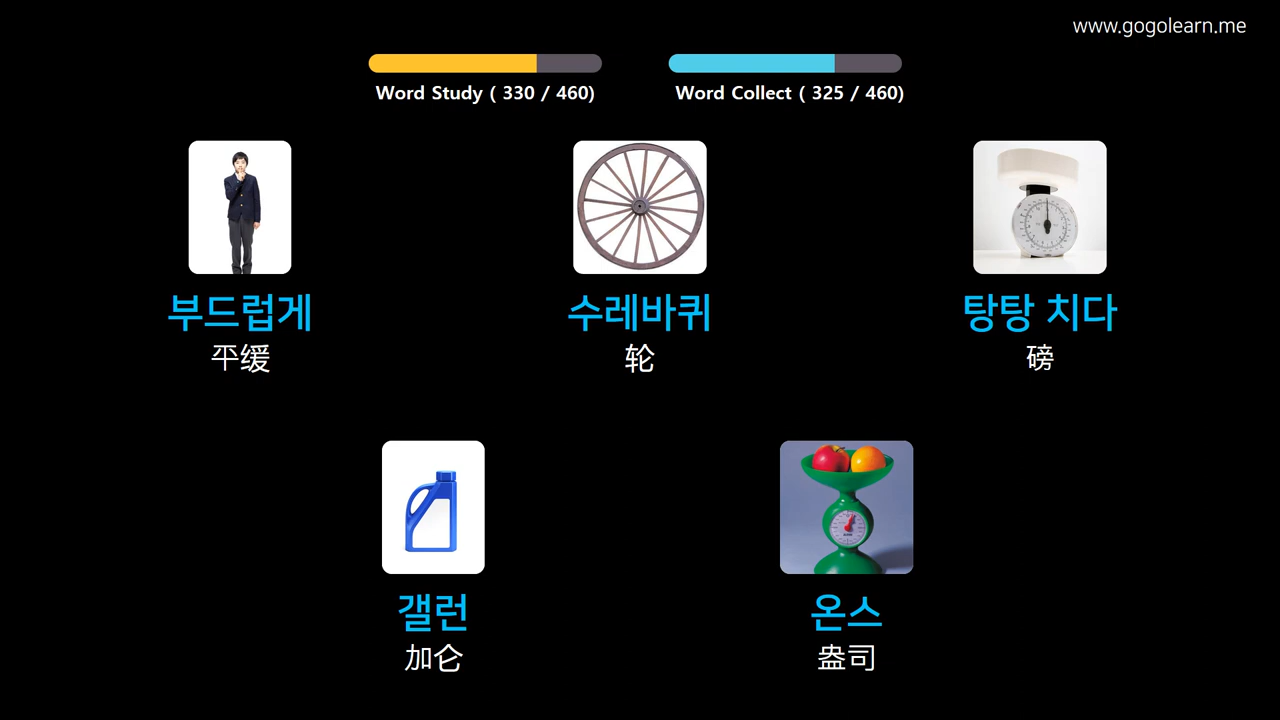 www.gogolearn.me
Word Study ( 330 / 460)
Word Collect ( 325 / 460)
부드럽게
平缓
수레바퀴
轮
탕탕 치다
磅
갤런
加仑
온스
盎司